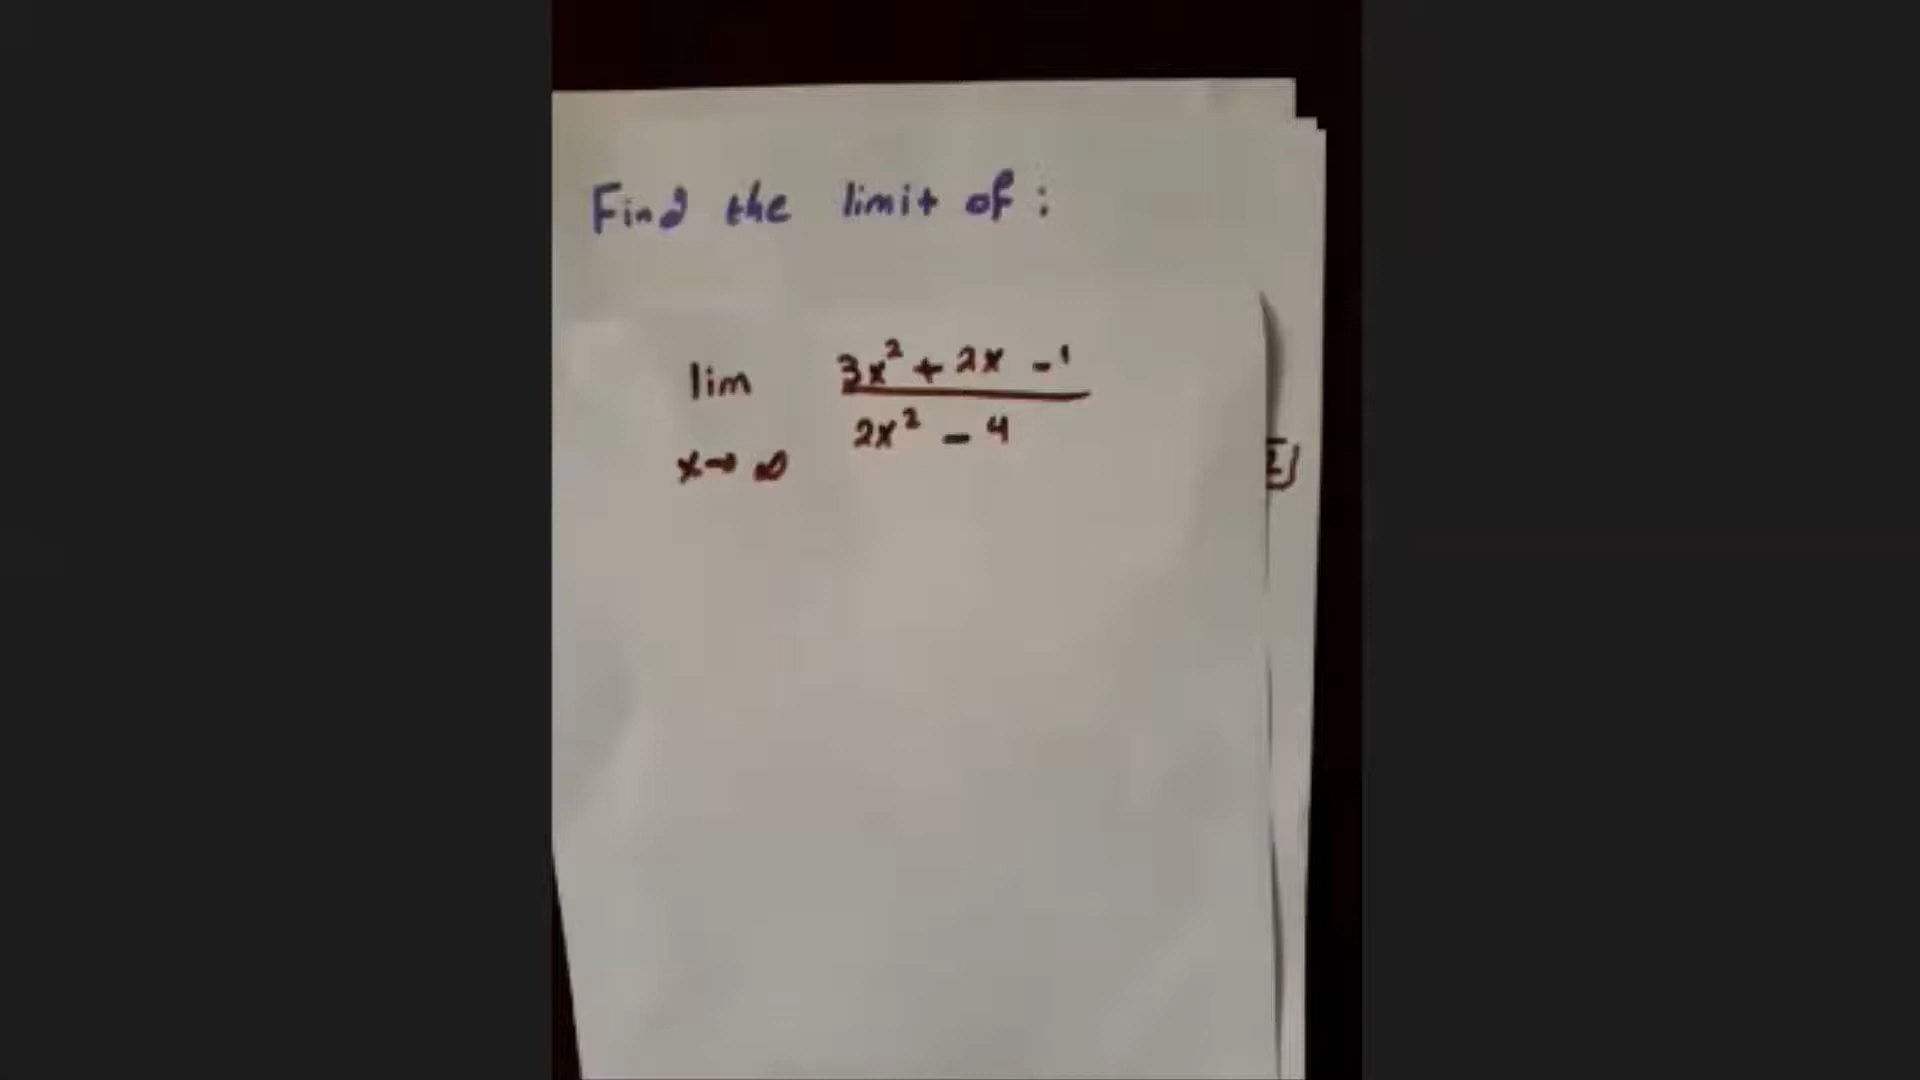 Find the limit of :
lim 3x² + 2x - 1
x→∞ 2x² - 4